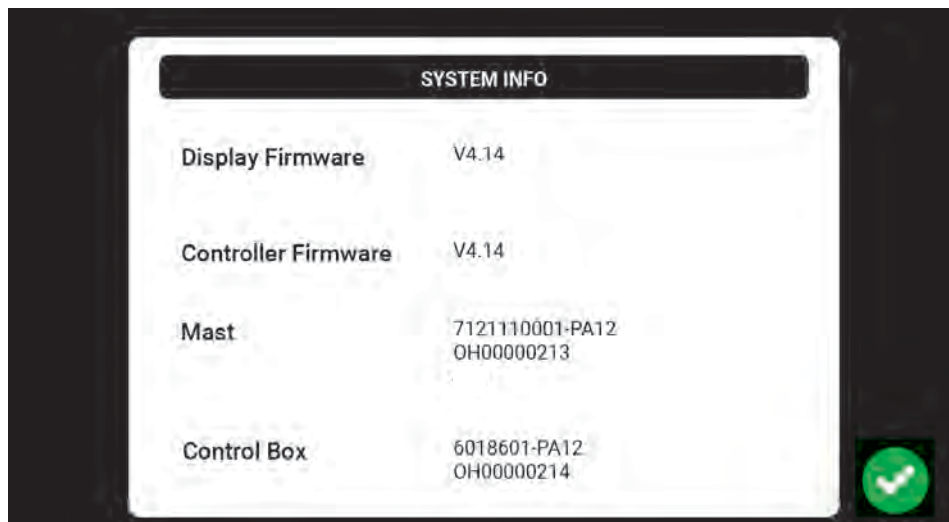 SYSTEM INFO
Display Firmware V4.14
Controller Firmware V4.14
Mast 7121110001-PA12
OH00000213
Control Box 6018601-PA12
OH00000214